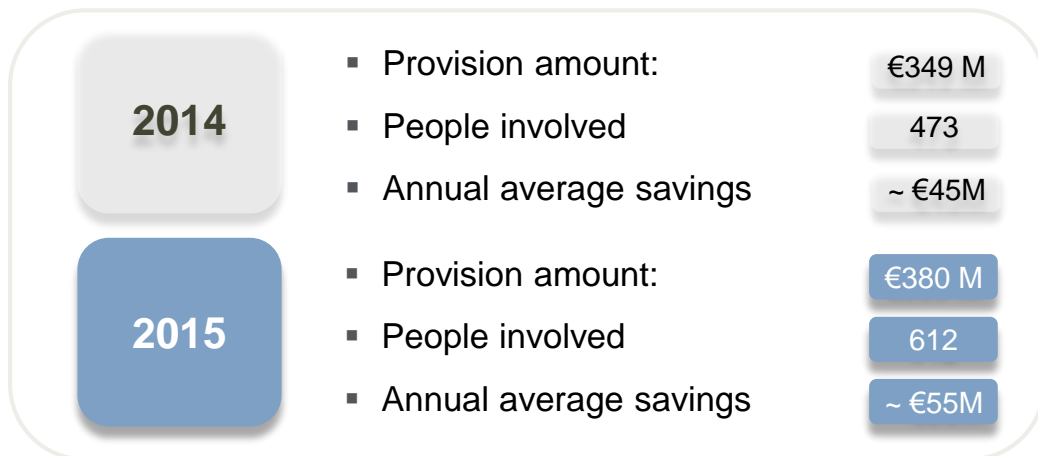 2014
▪ Provision amount: €349 M
▪ People involved 473
▪ Annual average savings ~ €45M
2015
▪ Provision amount: €380 M
▪ People involved 612
▪ Annual average savings ~ €55M